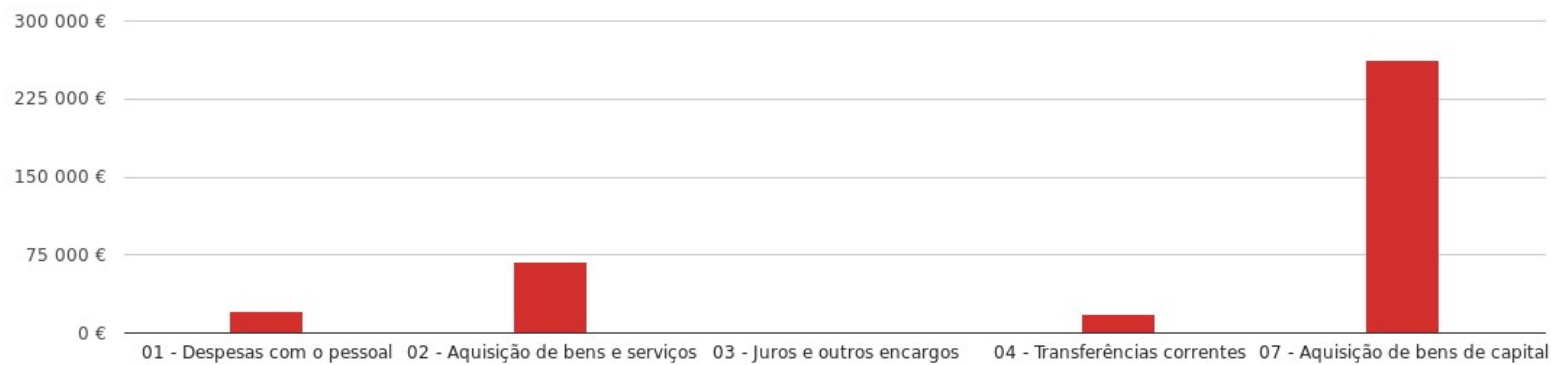 300 000 €
225 000 €
150 000 €
75 000 €
0 €
01 - Despesas com o pessoal
02 - Aquisição de bens e serviços
03 - Juros e outros encargos
04 - Transferências correntes
07 - Aquisição de bens de capital